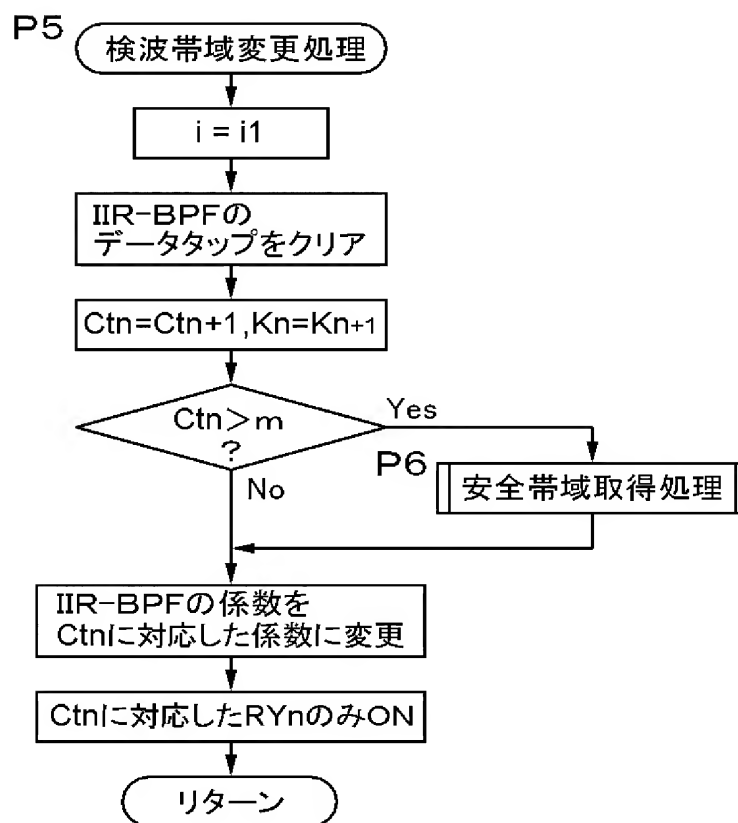 P5
検波帯域変更処理
i = i1
IIR-BPFの
データタップをクリア
Ctn=Ctn+1,Kn=Kn+1
Ctn>m
?
Yes
No
P6
安全帯域取得処理
IIR-BPFの係数を
Ctnに対応した係数に変更
Ctnに対応したRYnのみON
リターン